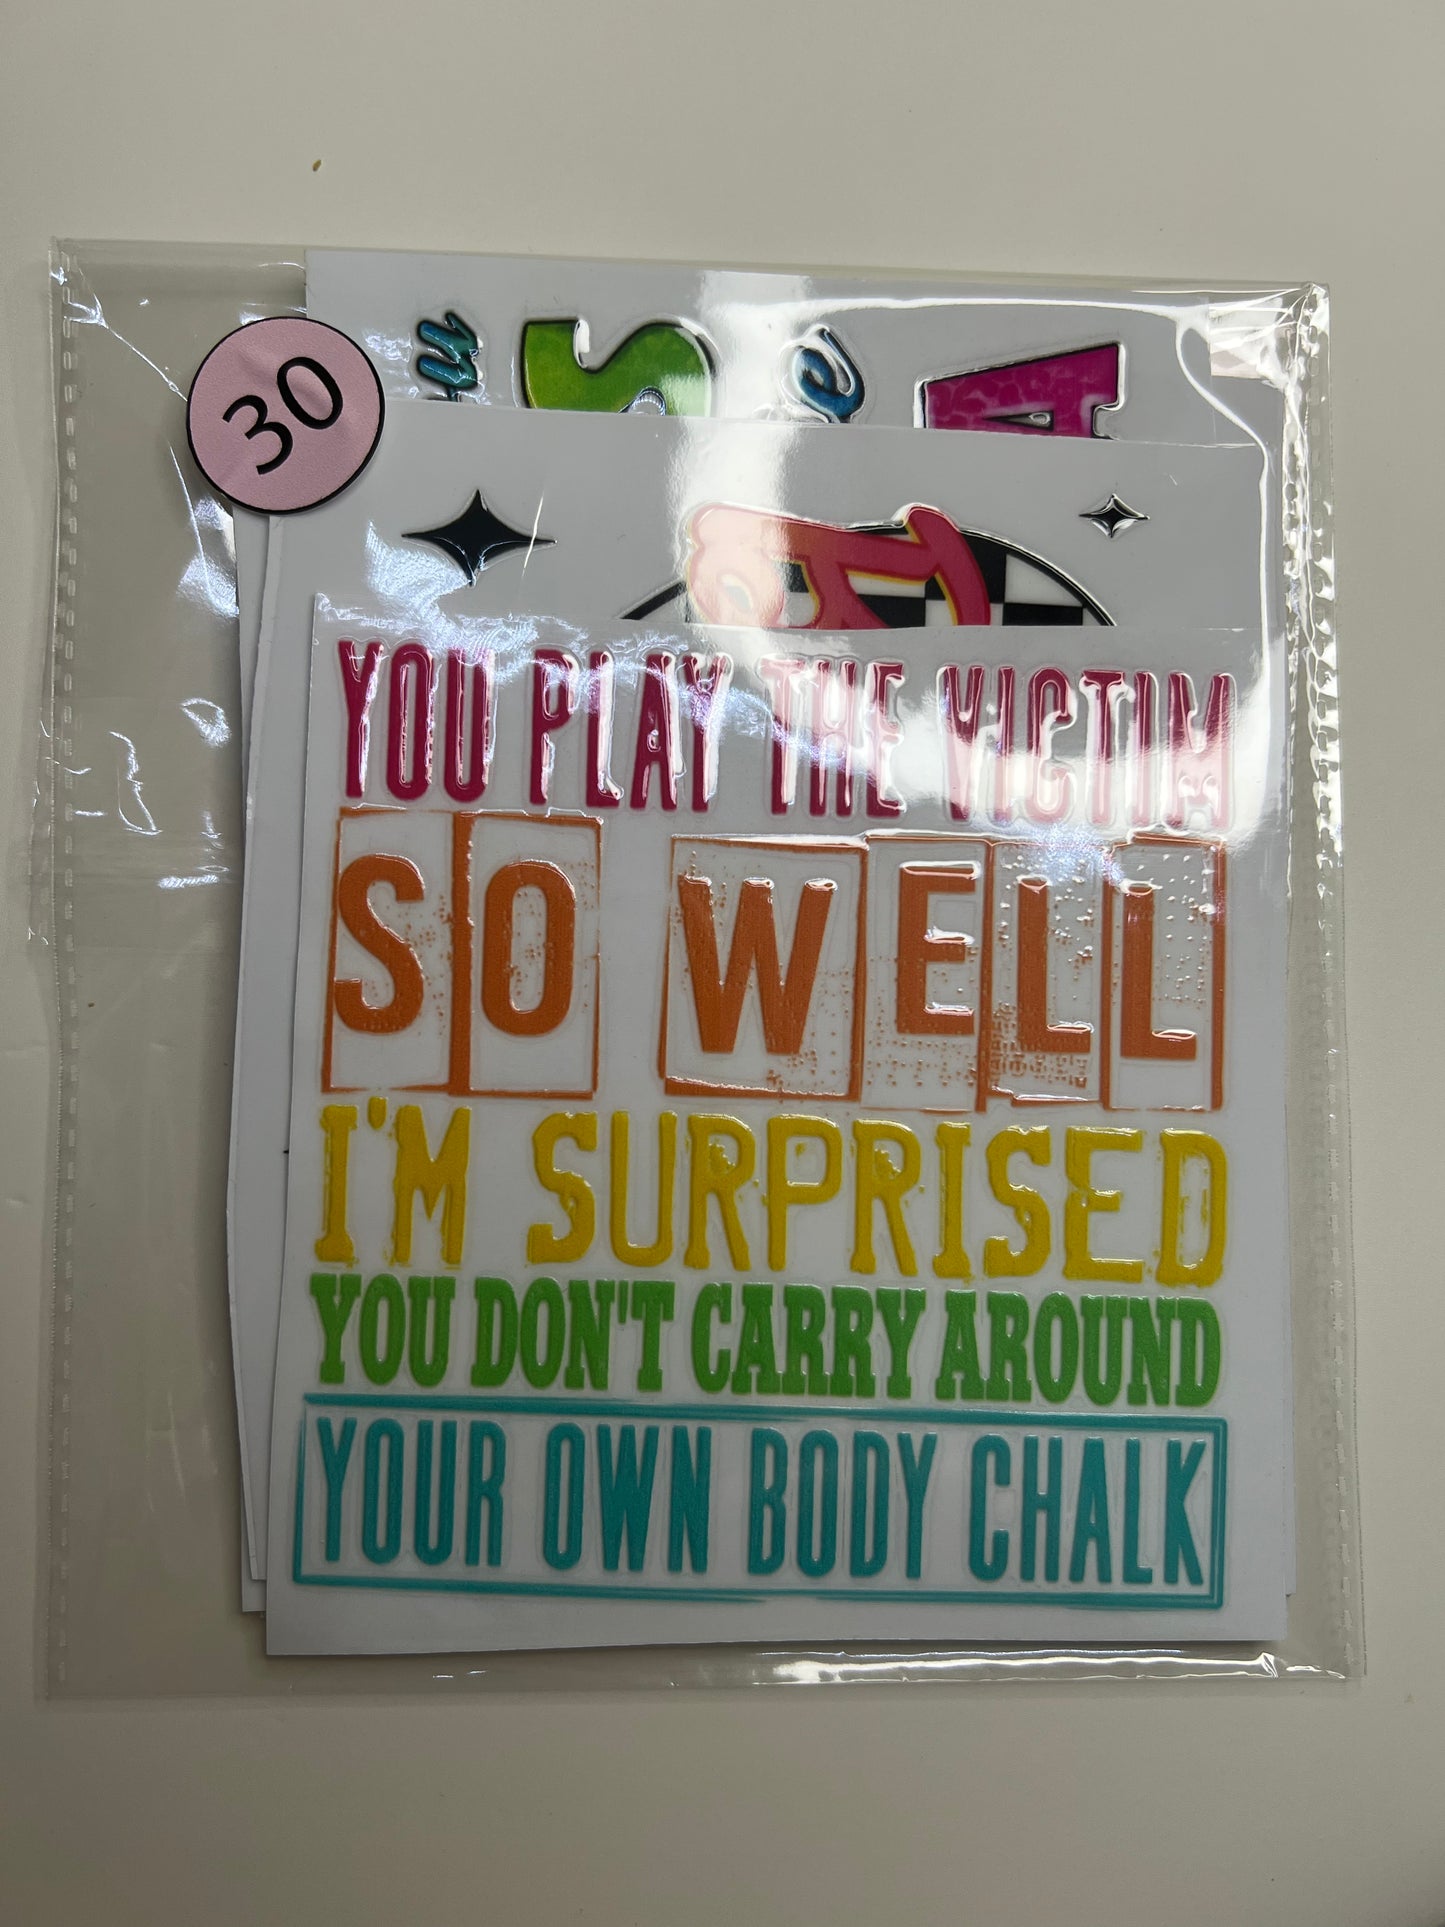 30
YOU PLAY THE VICTIM
SO WELL
I'M SURPRISED
YOU DON'T CARRY AROUND
YOUR OWN BODY CHALK